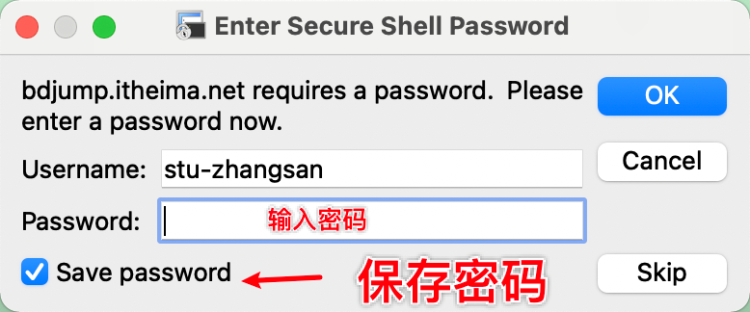 Enter Secure Shell Password
bdjump.itheima.net requires a password.  Please
enter a password now.
OK
Username: stu-zhangsan
Cancel
Password: 输入密码
Save password
保存密码
Skip